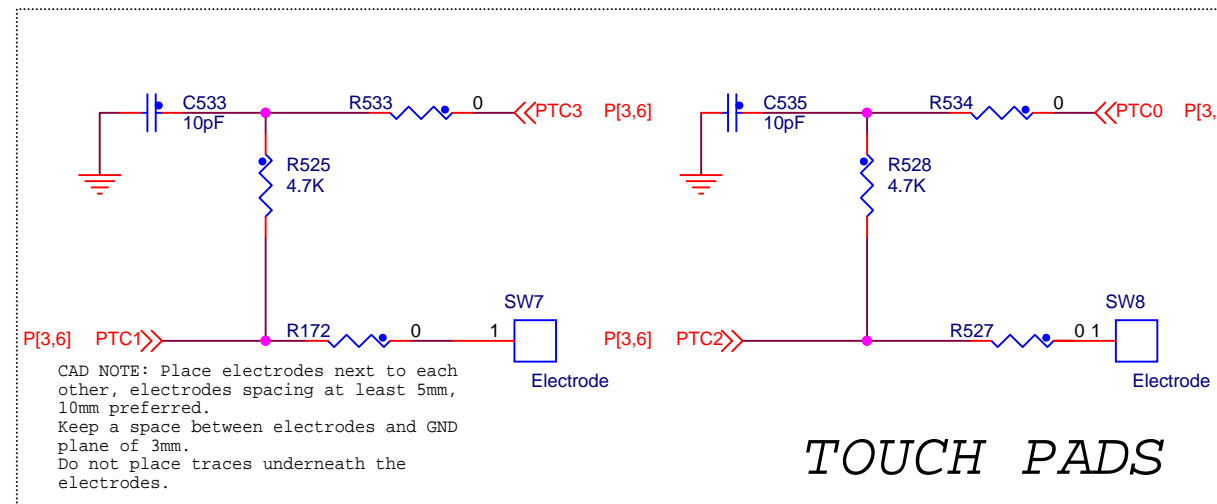 C533
10pF
R533
0
PTC3
P[3,6]
R525
4.7K
C535
10pF
R534
0
PTC0
P[3,
R528
4.7K
P[3,6]
PTC1
R172
0
1
SW7
Electrode
P[3,6]
PTC2
R527
0
1
SW8
Electrode
CAD NOTE: Place electrodes next to each
other, electrodes spacing at least 5mm,
10mm preferred.
Keep a space between electrodes and GND
plane of 3mm.
Do not place traces underneath the
electrodes.
TOUCH PADS